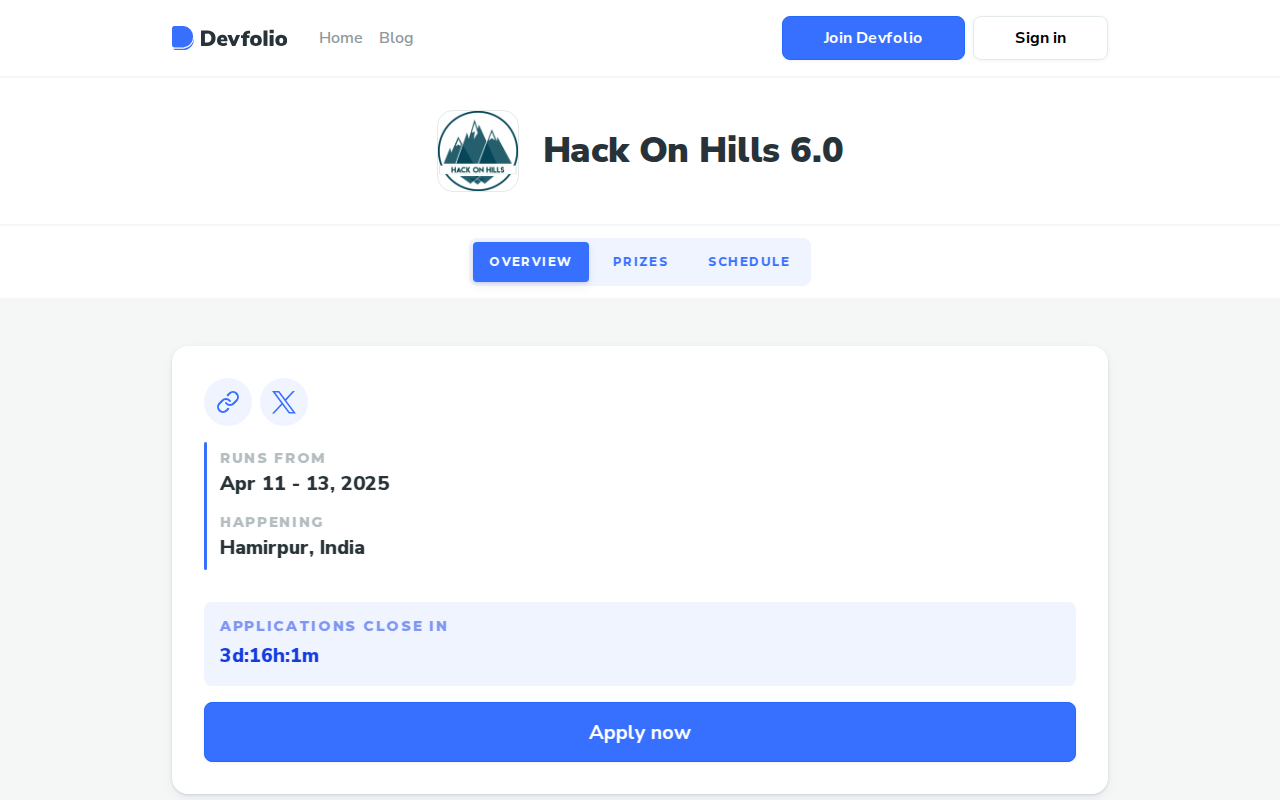 Devfolio
Home Blog
Join Devfolio
Sign in
HACK ON HILLS
Hack On Hills 6.0
OVERVIEW PRIZES SCHEDULE
RUNS FROM
Apr 11 - 13, 2025
HAPPENING
Hamirpur, India
APPLICATIONS CLOSE IN
3d:16h:1m
Apply now